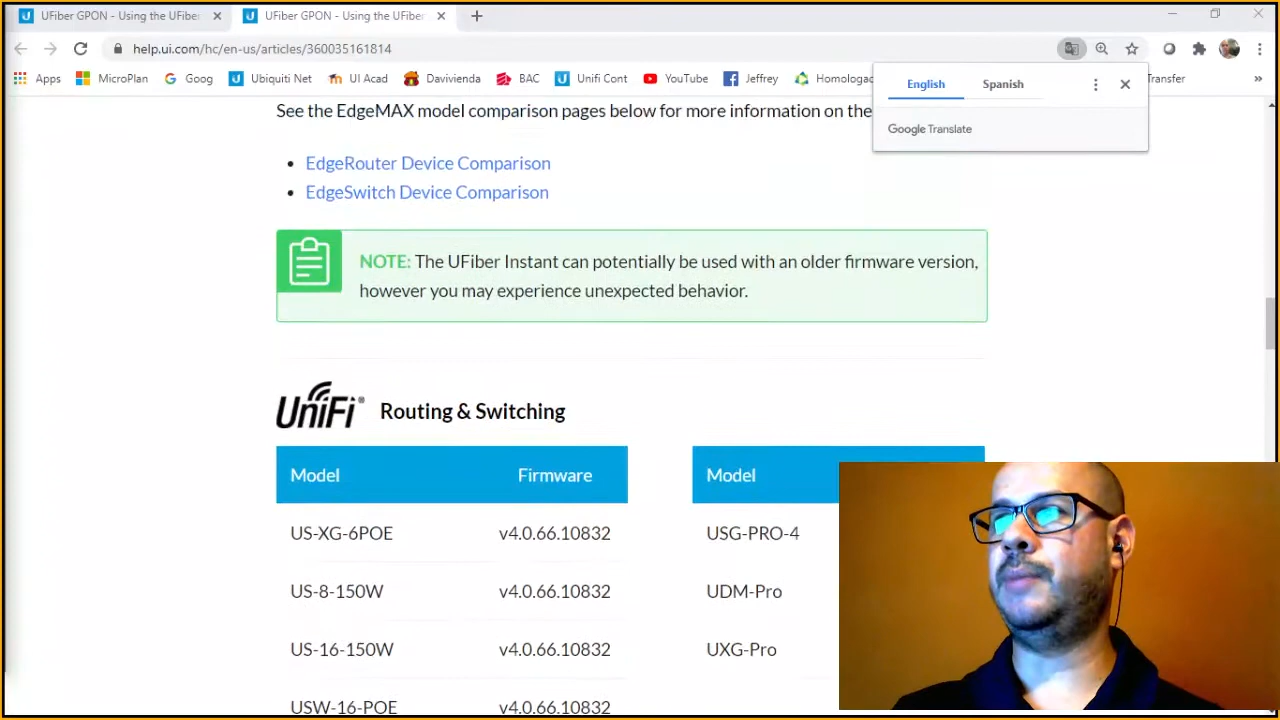 UFiber GPON - Using the UFiber
UFiber GPON - Using the UFiber
help.ui.com/hc/en-us/articles/360035161814
Apps MicroPlan Goog Ubiquiti Net UI Acad Davivienda BAC Unifi Cont YouTube Jeffrey Homologac Transfer »
English Spanish
Google Translate
See the EdgeMAX model comparison pages below for more information on the
• EdgeRouter Device Comparison
• EdgeSwitch Device Comparison
NOTE: The UFiber Instant can potentially be used with an older firmware version,
however you may experience unexpected behavior.
UniFi® Routing & Switching
Model Firmware Model
US-XG-6POE v4.0.66.10832 USG-PRO-4
US-8-150W v4.0.66.10832 UDM-Pro
US-16-150W v4.0.66.10832 UXG-Pro
USW-16-POE v4.0.66.10832